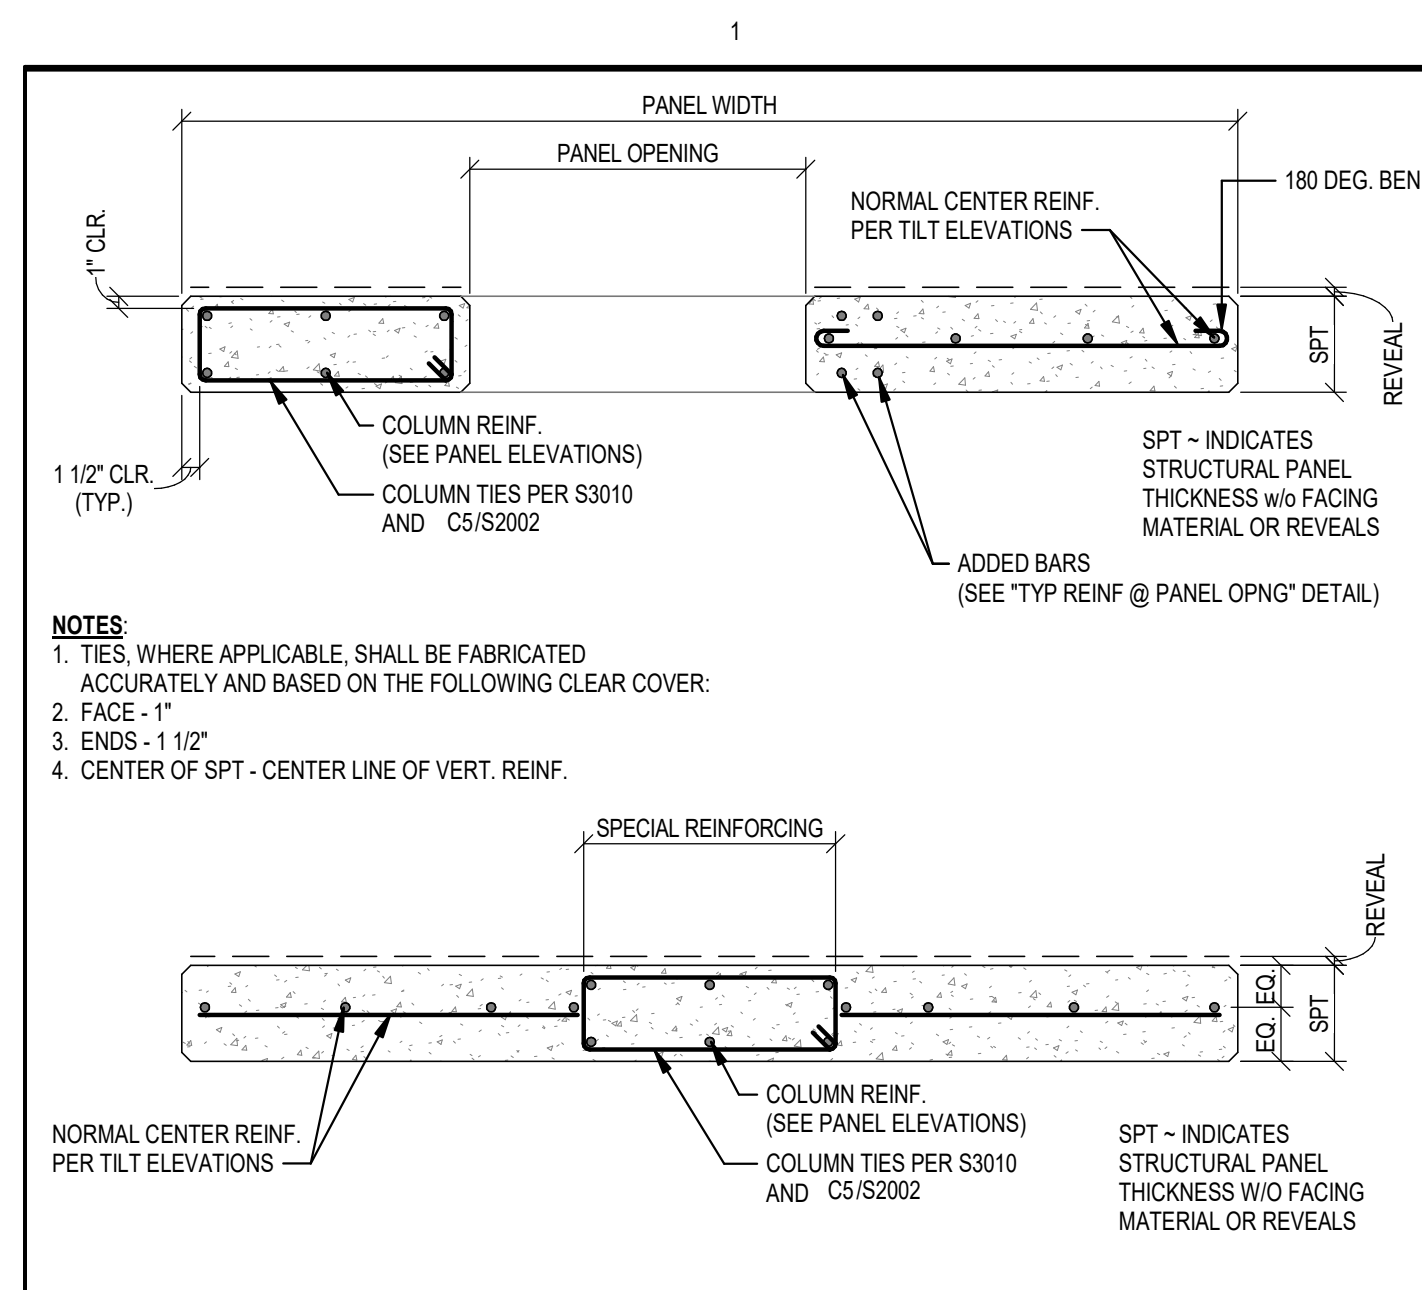 1
PANEL WIDTH
PANEL OPENING
180 DEG. BEN
NORMAL CENTER REINF.
PER TILT ELEVATIONS
1" CLR.
SPT
REVEAL
COLUMN REINF.
(SEE PANEL ELEVATIONS)
1 1/2" CLR.
(TYP.)
COLUMN TIES PER S3010
AND C5/S2002
SPT ~ INDICATES
STRUCTURAL PANEL
THICKNESS w/o FACING
MATERIAL OR REVEALS
ADDED BARS
(SEE "TYP REINF @ PANEL OPNG" DETAIL)
NOTES:
1. TIES, WHERE APPLICABLE, SHALL BE FABRICATED
ACCURATELY AND BASED ON THE FOLLOWING CLEAR COVER:
2. FACE - 1"
3. ENDS - 1 1/2"
4. CENTER OF SPT - CENTER LINE OF VERT. REINF.
SPECIAL REINFORCING
REVEAL
EQ.
EQ.
SPT
COLUMN REINF.
(SEE PANEL ELEVATIONS)
NORMAL CENTER REINF.
PER TILT ELEVATIONS
COLUMN TIES PER S3010
AND C5/S2002
SPT ~ INDICATES
STRUCTURAL PANEL
THICKNESS W/O FACING
MATERIAL OR REVEALS